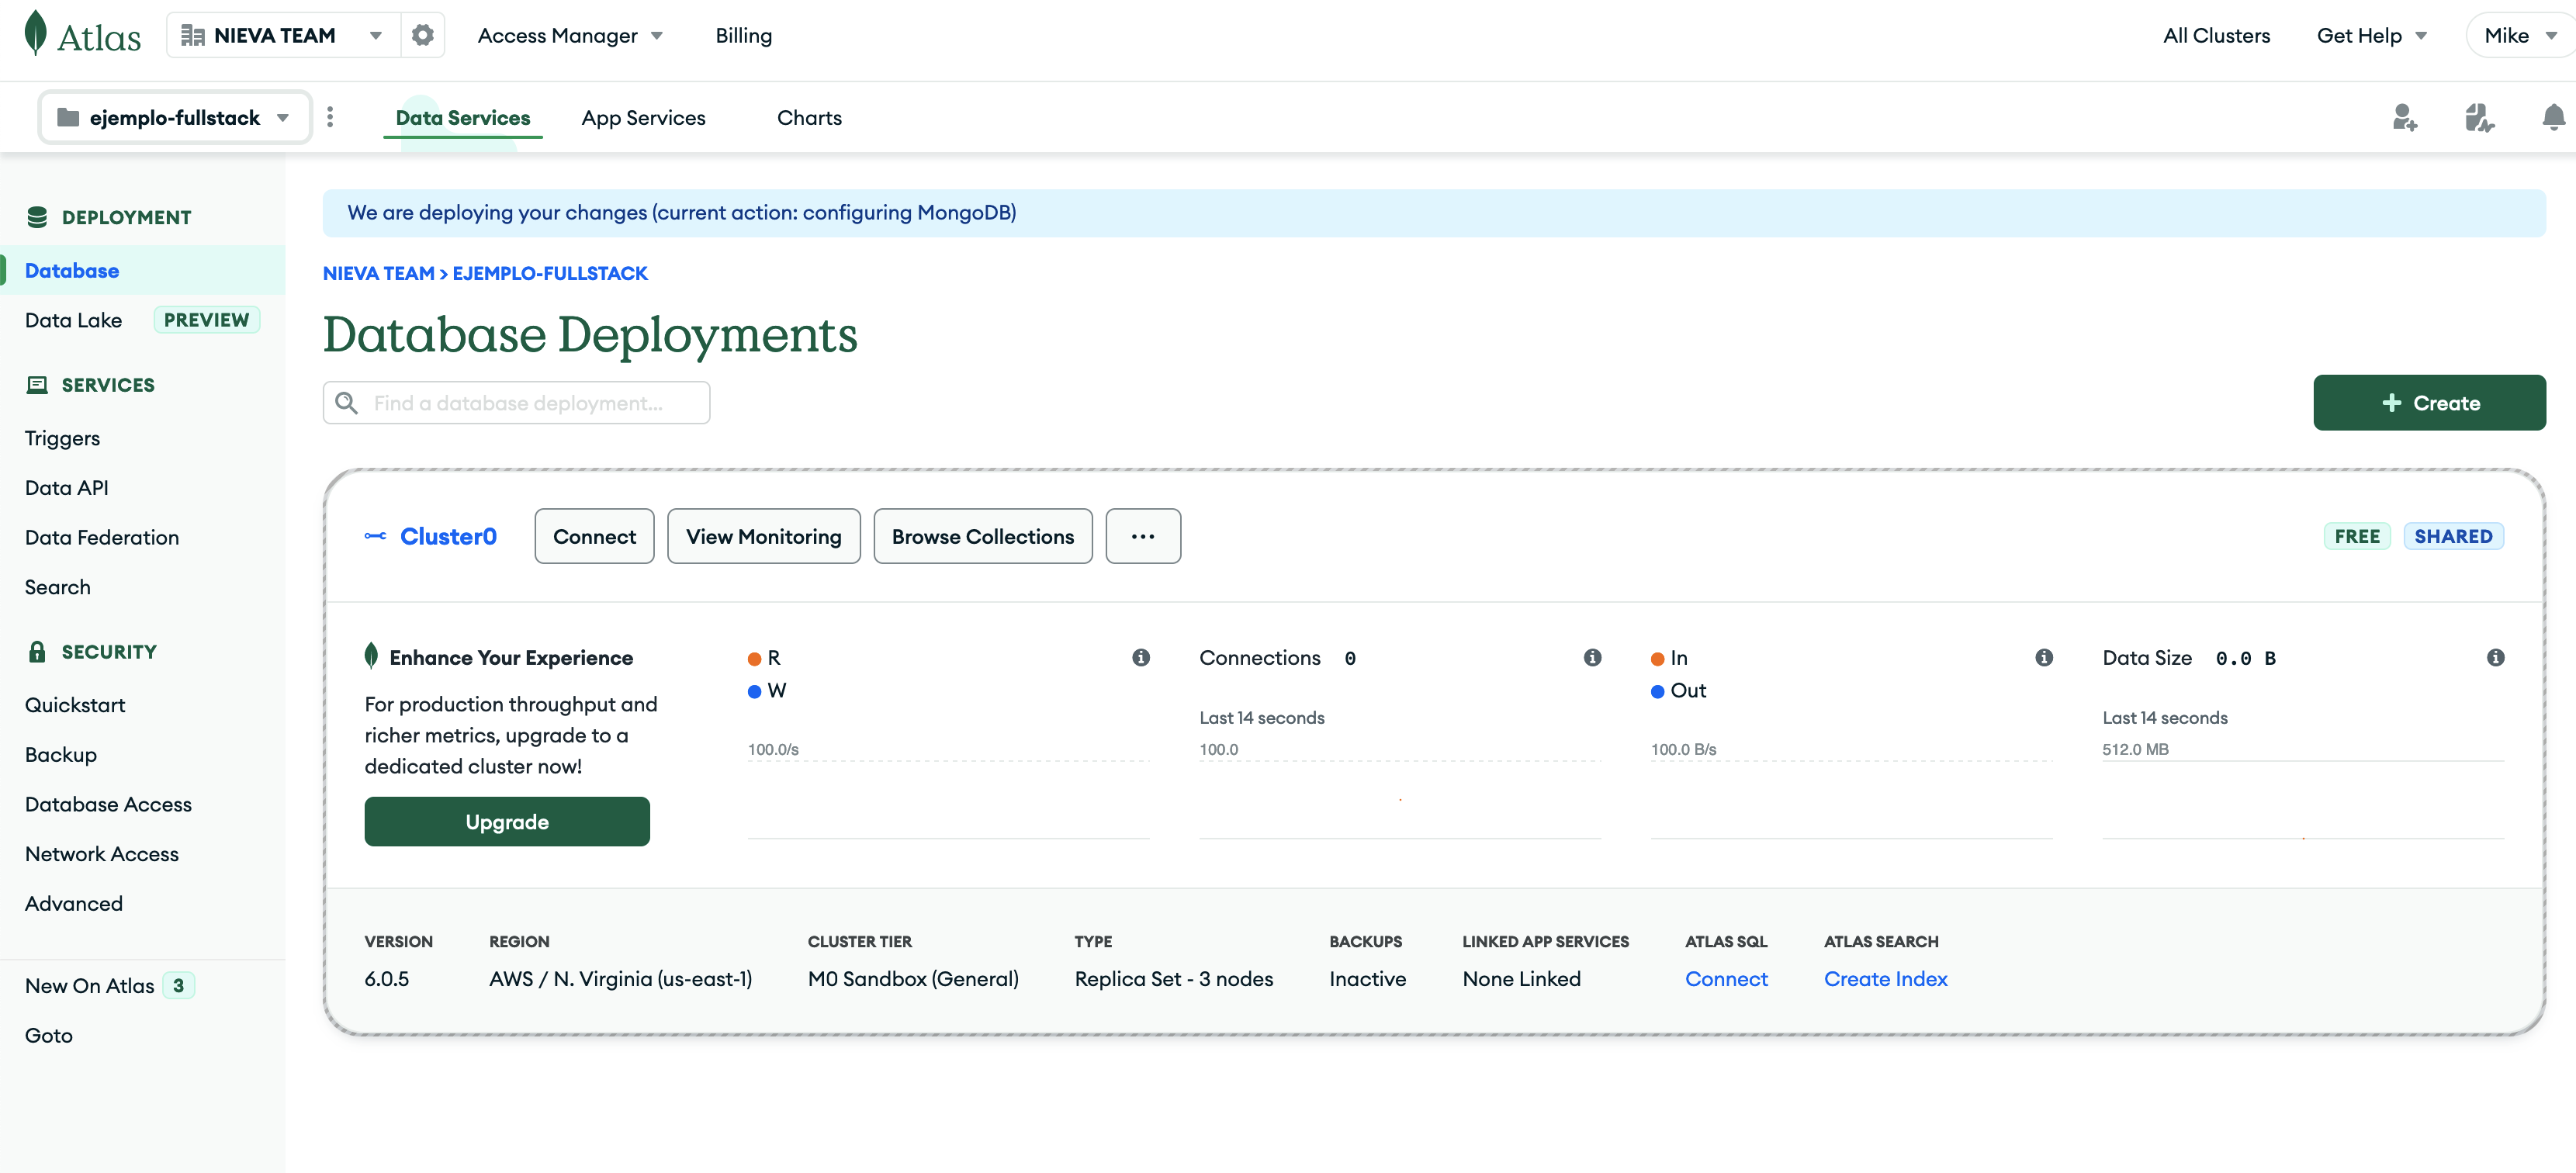 Atlas
NIEVA TEAM
Access Manager
Billing
All Clusters
Get Help
Mike
ejemplo-fullstack
Data Services
App Services
Charts
DEPLOYMENT
Database
Data Lake PREVIEW
SERVICES
Triggers
Data API
Data Federation
Search
SECURITY
Quickstart
Backup
Database Access
Network Access
Advanced
New On Atlas 3
Goto
We are deploying your changes (current action: configuring MongoDB)
NIEVA TEAM > EJEMPLO-FULLSTACK
Database Deployments
Find a database deployment...
+ Create
Cluster0
Connect
View Monitoring
Browse Collections
...
FREE
SHARED
Enhance Your Experience
For production throughput and
richer metrics, upgrade to a
dedicated cluster now!
Upgrade
R
W
100.0/s
Connections 0
Last 14 seconds
100.0
In
Out
100.0 B/s
Data Size 0.0 B
Last 14 seconds
512.0 MB
VERSION
6.0.5
REGION
AWS / N. Virginia (us-east-1)
CLUSTER TIER
M0 Sandbox (General)
TYPE
Replica Set - 3 nodes
BACKUPS
Inactive
LINKED APP SERVICES
None Linked
ATLAS SQL
Connect
ATLAS SEARCH
Create Index